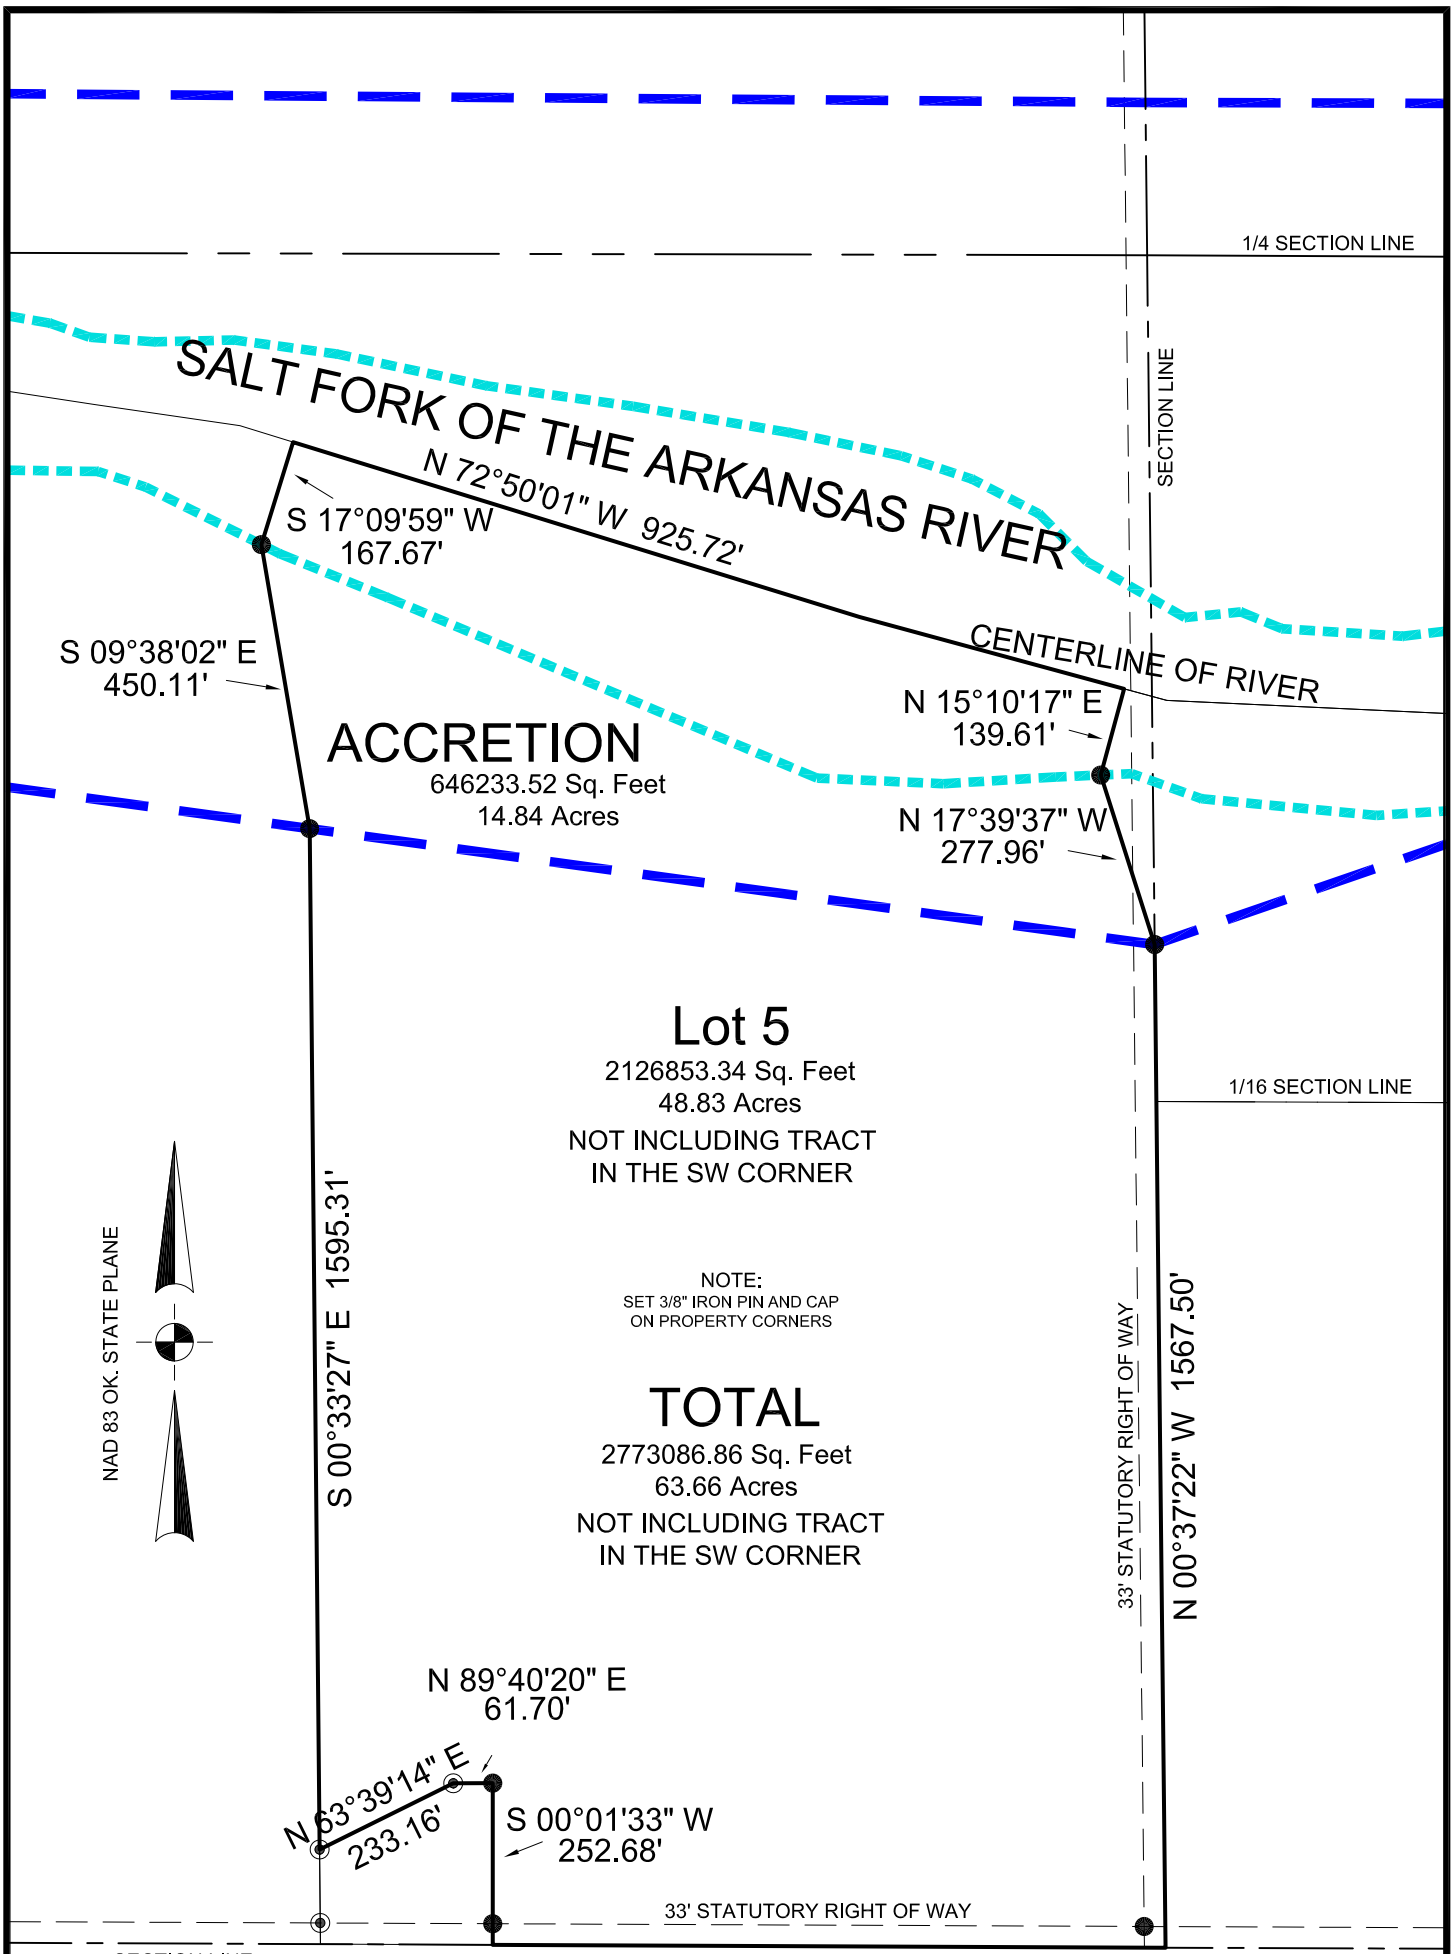 1/4 SECTION LINE
SECTION LINE
SALT FORK OF THE ARKANSAS RIVER
N 72°50'01" W 925.72'
S 17°09'59" W
167.67'
S 09°38'02" E
450.11'
CENTERLINE OF RIVER
N 15°10'17" E
139.61'
ACCRETION
646233.52 Sq. Feet
14.84 Acres
N 17°39'37" W
277.96'
Lot 5
2126853.34 Sq. Feet
48.83 Acres
NOT INCLUDING TRACT
IN THE SW CORNER
1/16 SECTION LINE
NAD 83 OK. STATE PLANE
S 00°33'27" E 1595.31'
NOTE:
SET 3/8" IRON PIN AND CAP
ON PROPERTY CORNERS
33' STATUTORY RIGHT OF WAY
N 00°37'22" W 1567.50'
TOTAL
2773086.86 Sq. Feet
63.66 Acres
NOT INCLUDING TRACT
IN THE SW CORNER
N 89°40'20" E
61.70'
N 63°39'14" E
233.16'
S 00°01'33" W
252.68'
33' STATUTORY RIGHT OF WAY
SECTION LINE